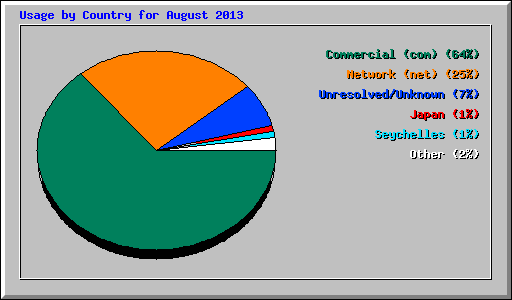 Usage by Country for August 2013
Commercial (com) (64%)
Network (net) (25%)
Unresolved/Unknown (7%)
Japan (1%)
Seychelles (1%)
Other (2%)